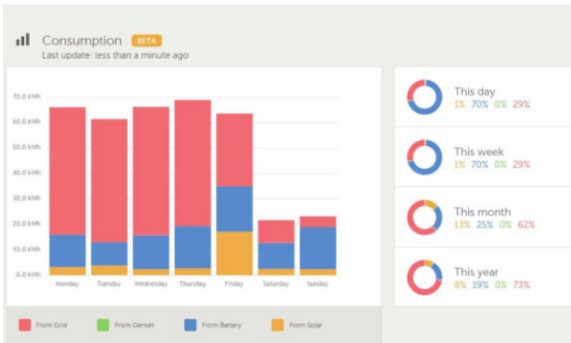 Consumption BETA
Last update: less than a minute ago
70.0 kWh
60.0 kWh
50.0 kWh
40.0 kWh
30.0 kWh
20.0 kWh
10.0 kWh
0.0 kWh
Monday Tuesday Wednesday Thursday Friday Saturday Sunday
From Grid From Genset From Battery From Solar
This day
1% 70% 0% 29%
This week
1% 70% 0% 29%
This month
13% 25% 0% 62%
This year
8% 19% 0% 73%